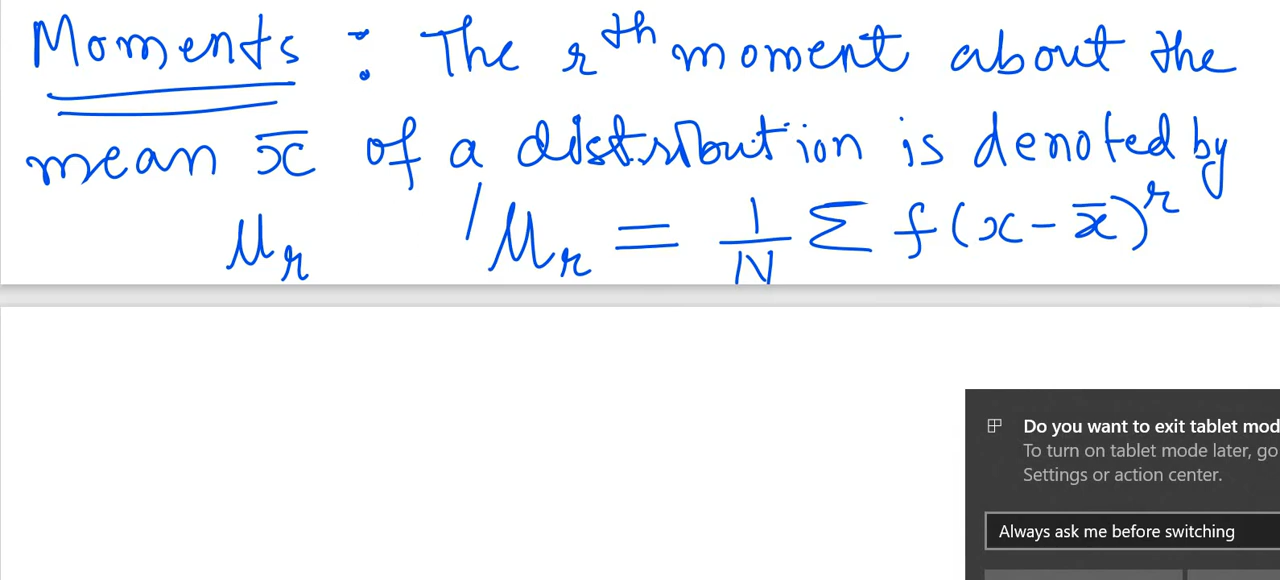 Moments : The rth moment about the
mean x̄ of a distribution is denoted by
μr / μr = 1/N Σ f(x - x̄)^r
Do you want to exit tablet mod
To turn on tablet mode later, go
Settings or action center.
Always ask me before switching